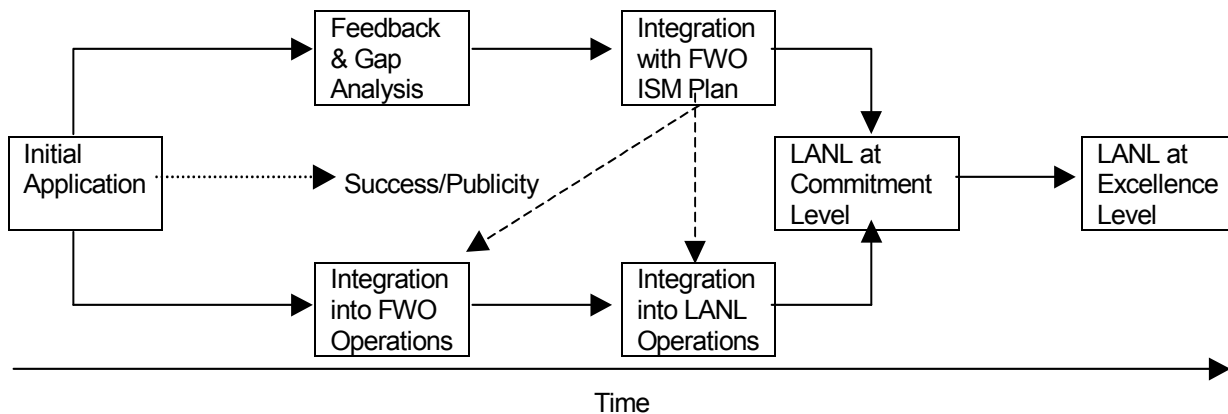 Feedback
& Gap
Analysis
Integration
with FWO
ISM Plan
Initial
Application
Success/Publicity
LANL at
Commitment
Level
LANL at
Excellence
Level
Integration
into FWO
Operations
Integration
into LANL
Operations
Time